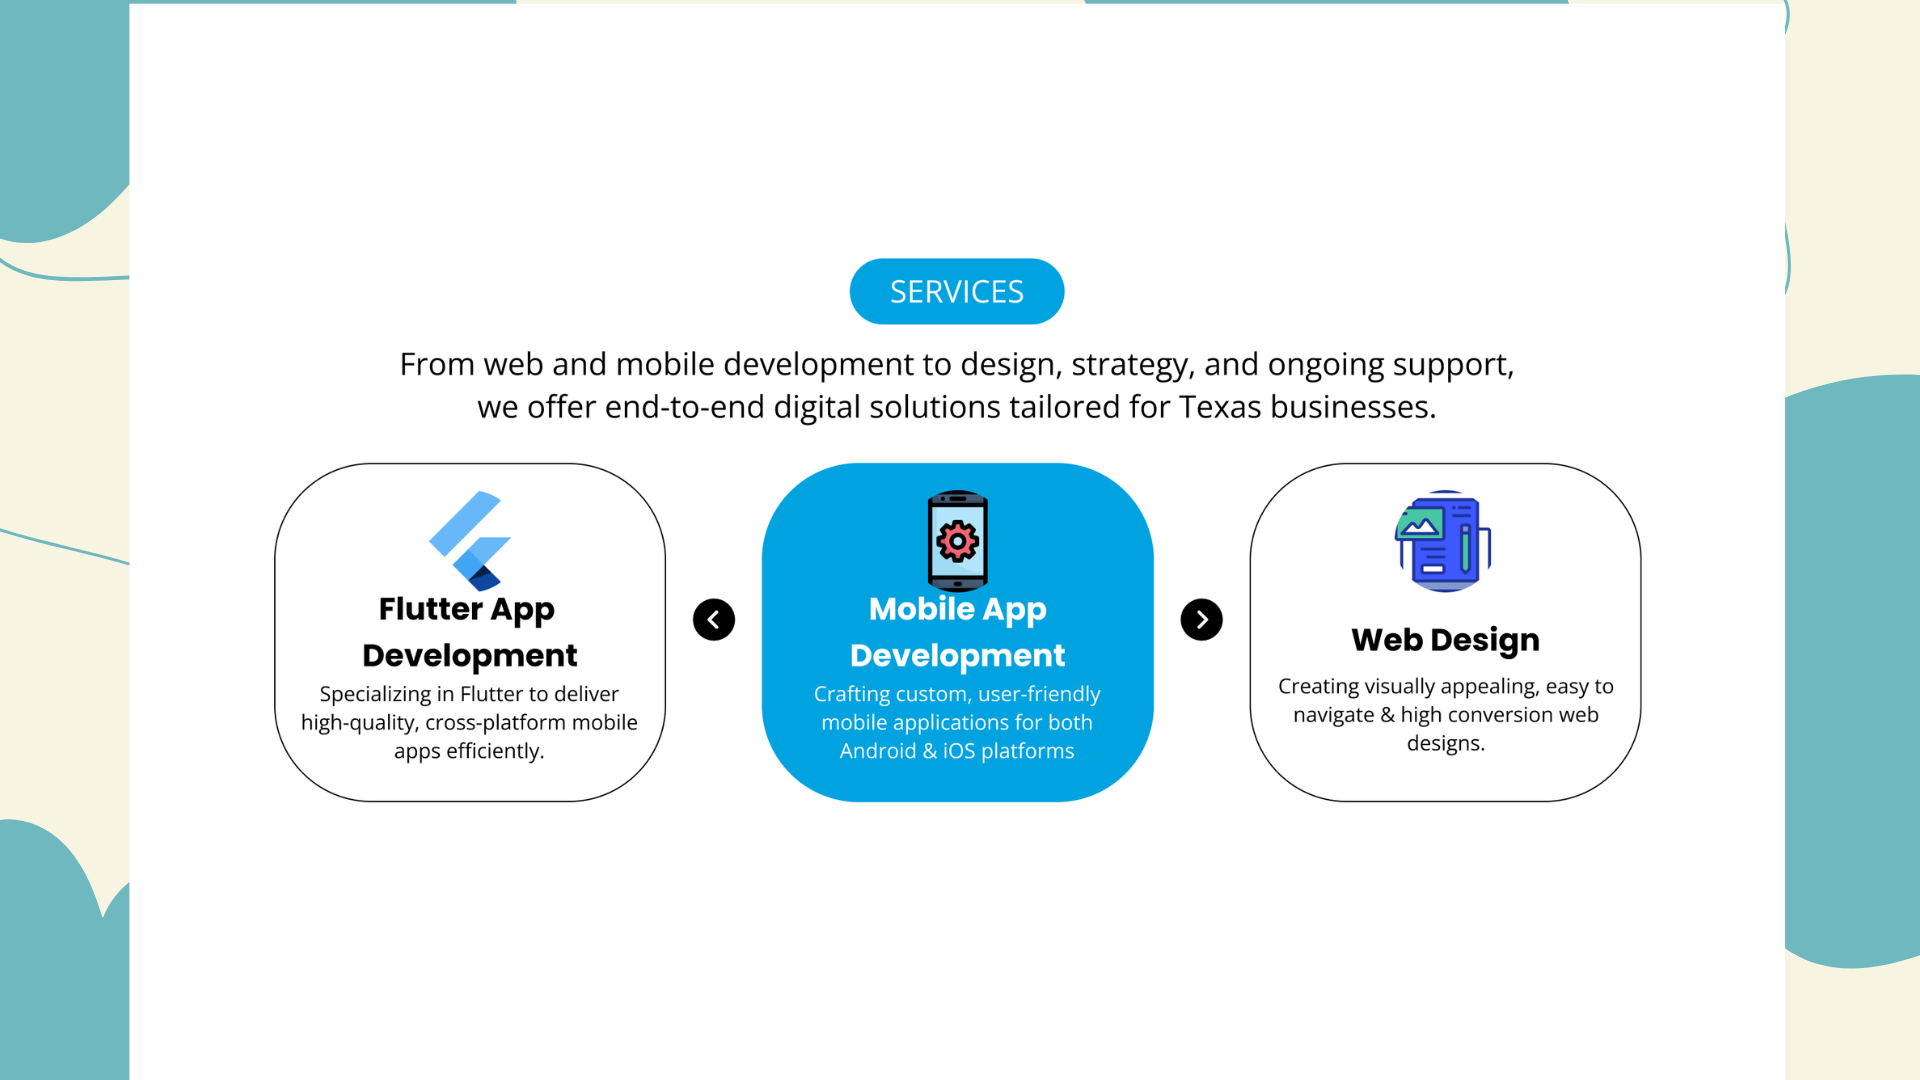 SERVICES
From web and mobile development to design, strategy, and ongoing support,
we offer end-to-end digital solutions tailored for Texas businesses.
Flutter App
Development
Specializing in Flutter to deliver
high-quality, cross-platform mobile
apps efficiently.
Mobile App
Development
Crafting custom, user-friendly
mobile applications for both
Android & iOS platforms
Web Design
Creating visually appealing, easy to
navigate & high conversion web
designs.